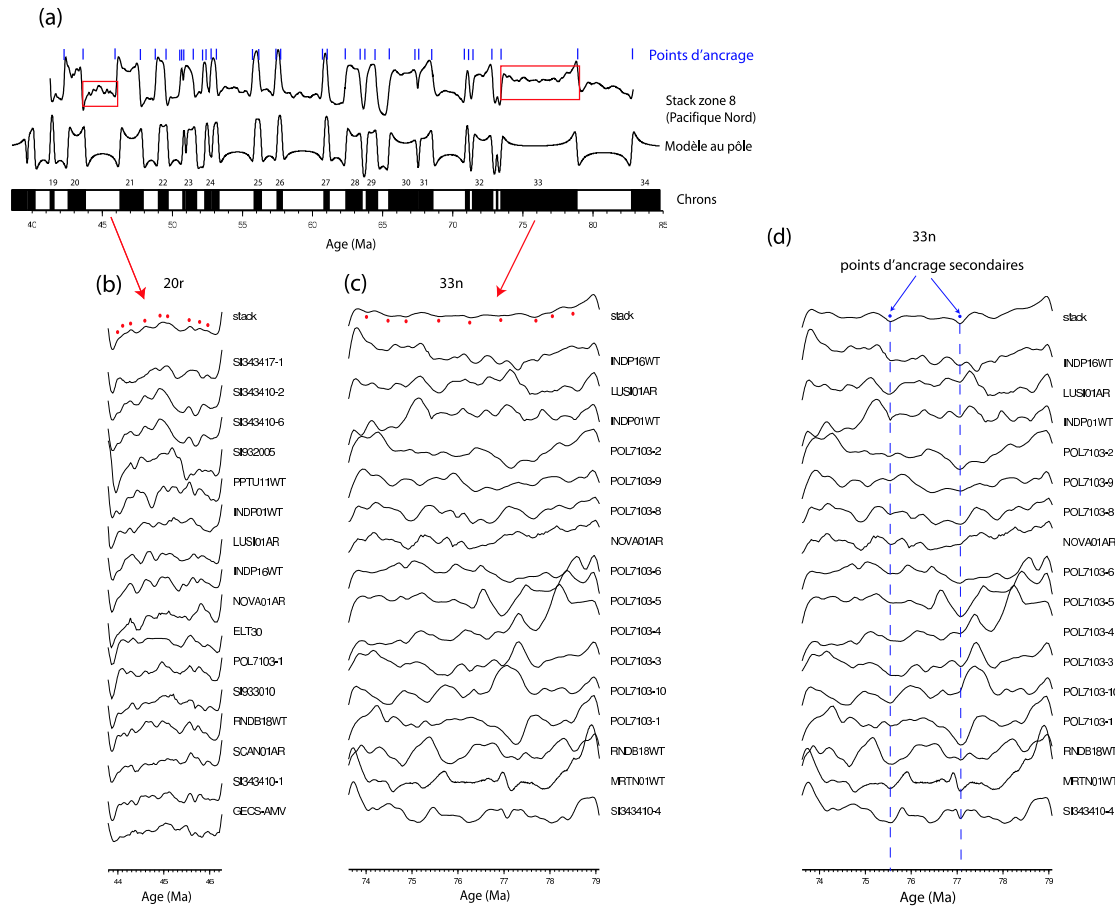 (a)
Points d'ancrage
Stack zone 8
(Pacifique Nord)
Modèle au pôle
19 20 21 22 23 24 25 26 27 28 29 30 31 32 33 34
Chrons
40 45 50 55 60 65 70 75 80 85
Age (Ma)
(b)
20r
stack
SI343417-1
SI343410-2
SI343410-6
SI932005
PPTU11WT
INDP01WT
LUSI01AR
INDP16WT
NOVA01AR
ELT30
POL7103-1
SI933010
RNDB18WT
SCAN01AR
SI343410-1
GECS-AMV
44 45 46
Age (Ma)
(c)
33n
stack
INDP16WT
LUSI01AR
INDP01WT
POL7103-2
POL7103-9
POL7103-8
NOVA01AR
POL7103-6
POL7103-5
POL7103-4
POL7103-3
POL7103-10
POL7103-1
RNDB18WT
MRTN01WT
SI343410-4
74 75 76 77 78 79
Age (Ma)
(d)
33n
points d'ancrage secondaires
stack
INDP16WT
LUSI01AR
INDP01WT
POL7103-2
POL7103-9
POL7103-8
NOVA01AR
POL7103-6
POL7103-5
POL7103-4
POL7103-3
POL7103-10
POL7103-1
RNDB18WT
MRTN01WT
SI343410-4
74 75 76 77 78 79
Age (Ma)